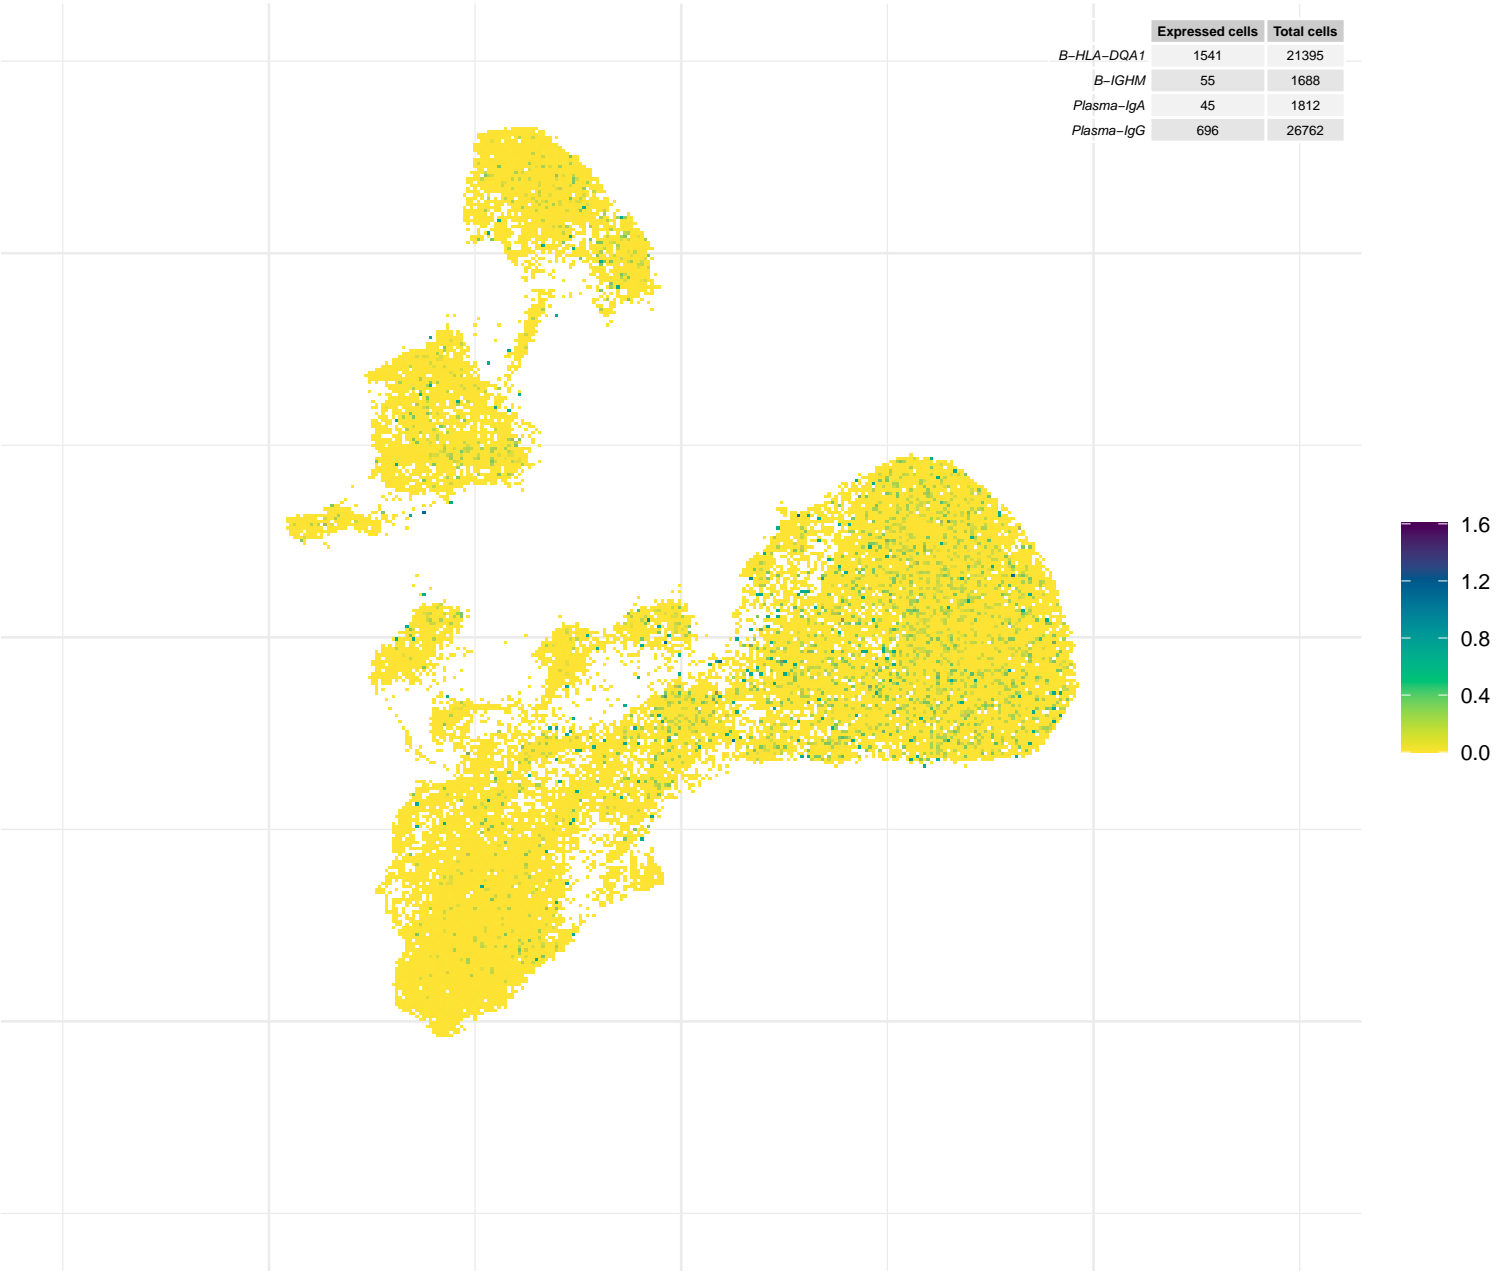 Expressed cells Total cells
B−HLA−DQA1 1541 21395
B−IGHM 55 1688
Plasma−IgA 45 1812
Plasma−IgG 696 26762
1.6
1.2
0.8
0.4
0.0